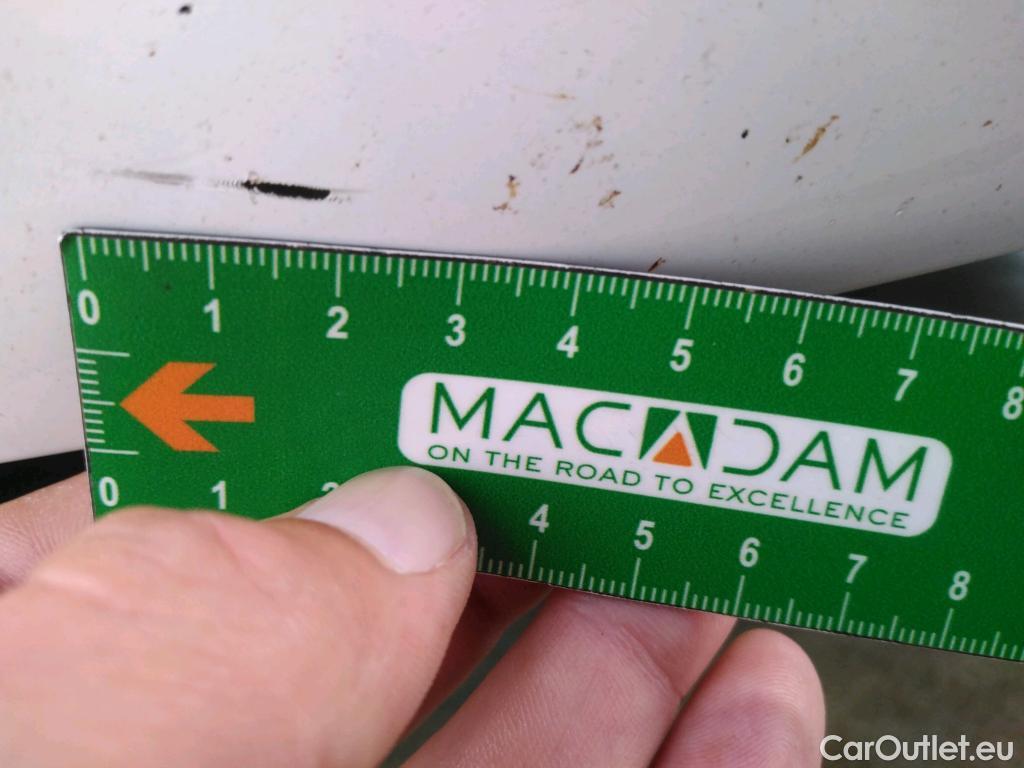 0 1 2 3 4 5 6 7 8
MACADAM
ON THE ROAD TO EXCELLENCE
0 1 4 5 6 7 8
CarOutlet.eu